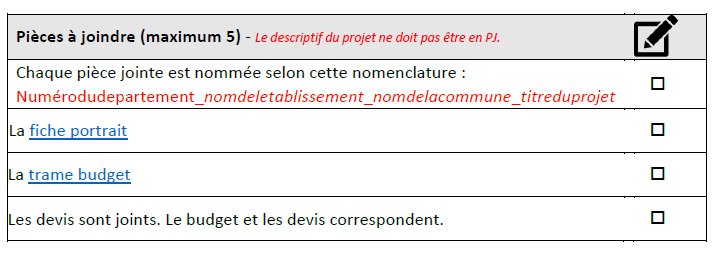 Pièces à joindre (maximum 5) - Le descriptif du projet ne doit pas être en PJ.
Chaque pièce jointe est nommée selon cette nomenclature :
Numérodudepartement_nomdeletablissement_nomdelacommune_titreduprojet
La fiche portrait
La trame budget
Les devis sont joints. Le budget et les devis correspondent.